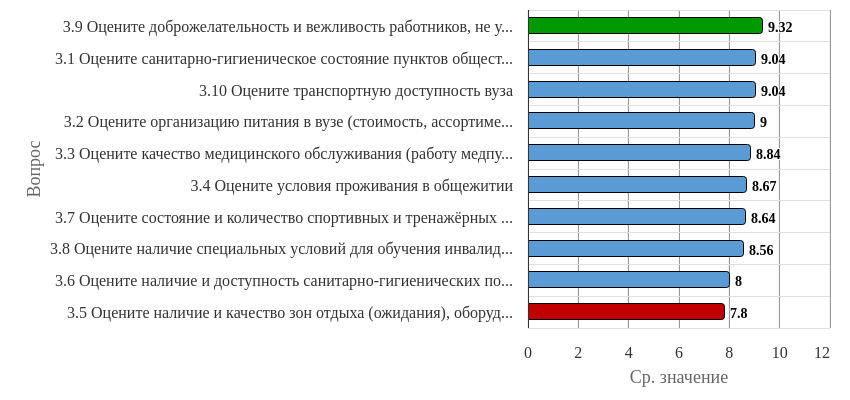 3.9 Оцените доброжелательность и вежливость работников, не у...
9.32
3.1 Оцените санитарно-гигиеническое состояние пунктов общест...
9.04
3.10 Оцените транспортную доступность вуза
9.04
3.2 Оцените организацию питания в вузе (стоимость, ассортиме...
9
3.3 Оцените качество медицинского обслуживания (работу медпу...
8.84
3.4 Оцените условия проживания в общежитии
8.67
3.7 Оцените состояние и количество спортивных и тренажёрных ...
8.64
3.8 Оцените наличие специальных условий для обучения инвалид...
8.56
3.6 Оцените наличие и доступность санитарно-гигиенических по...
8
3.5 Оцените наличие и качество зон отдыха (ожидания), оборуд...
7.8
Вопрос
0 2 4 6 8 10 12
Ср. значение